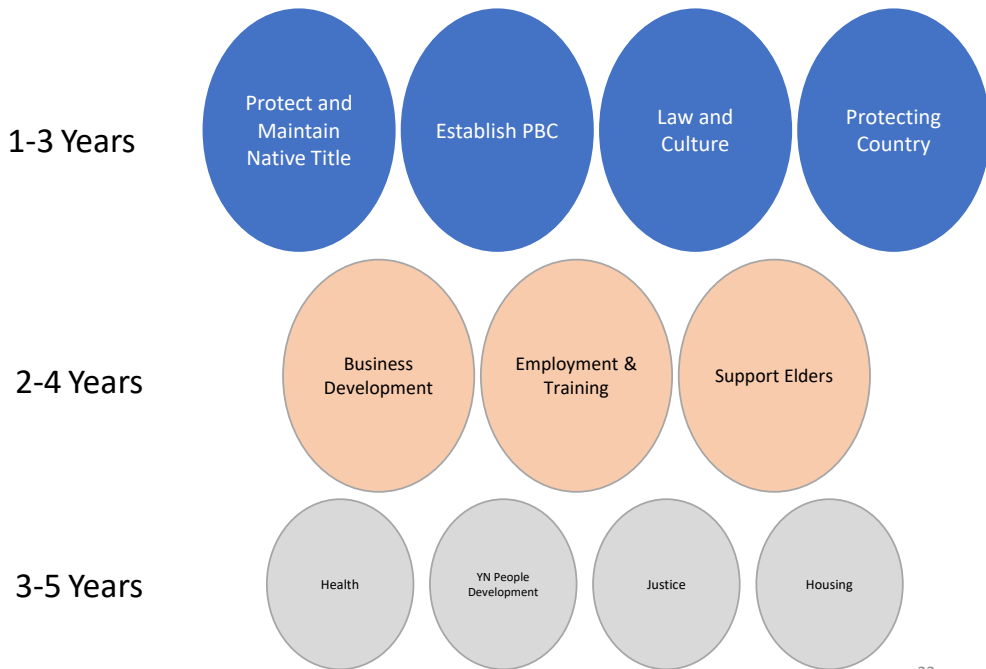 1-3 Years
Protect and
Maintain
Native Title
Establish PBC
Law and
Culture
Protecting
Country
2-4 Years
Business
Development
Employment &
Training
Support Elders
3-5 Years
Health
YN People
Development
Justice
Housing